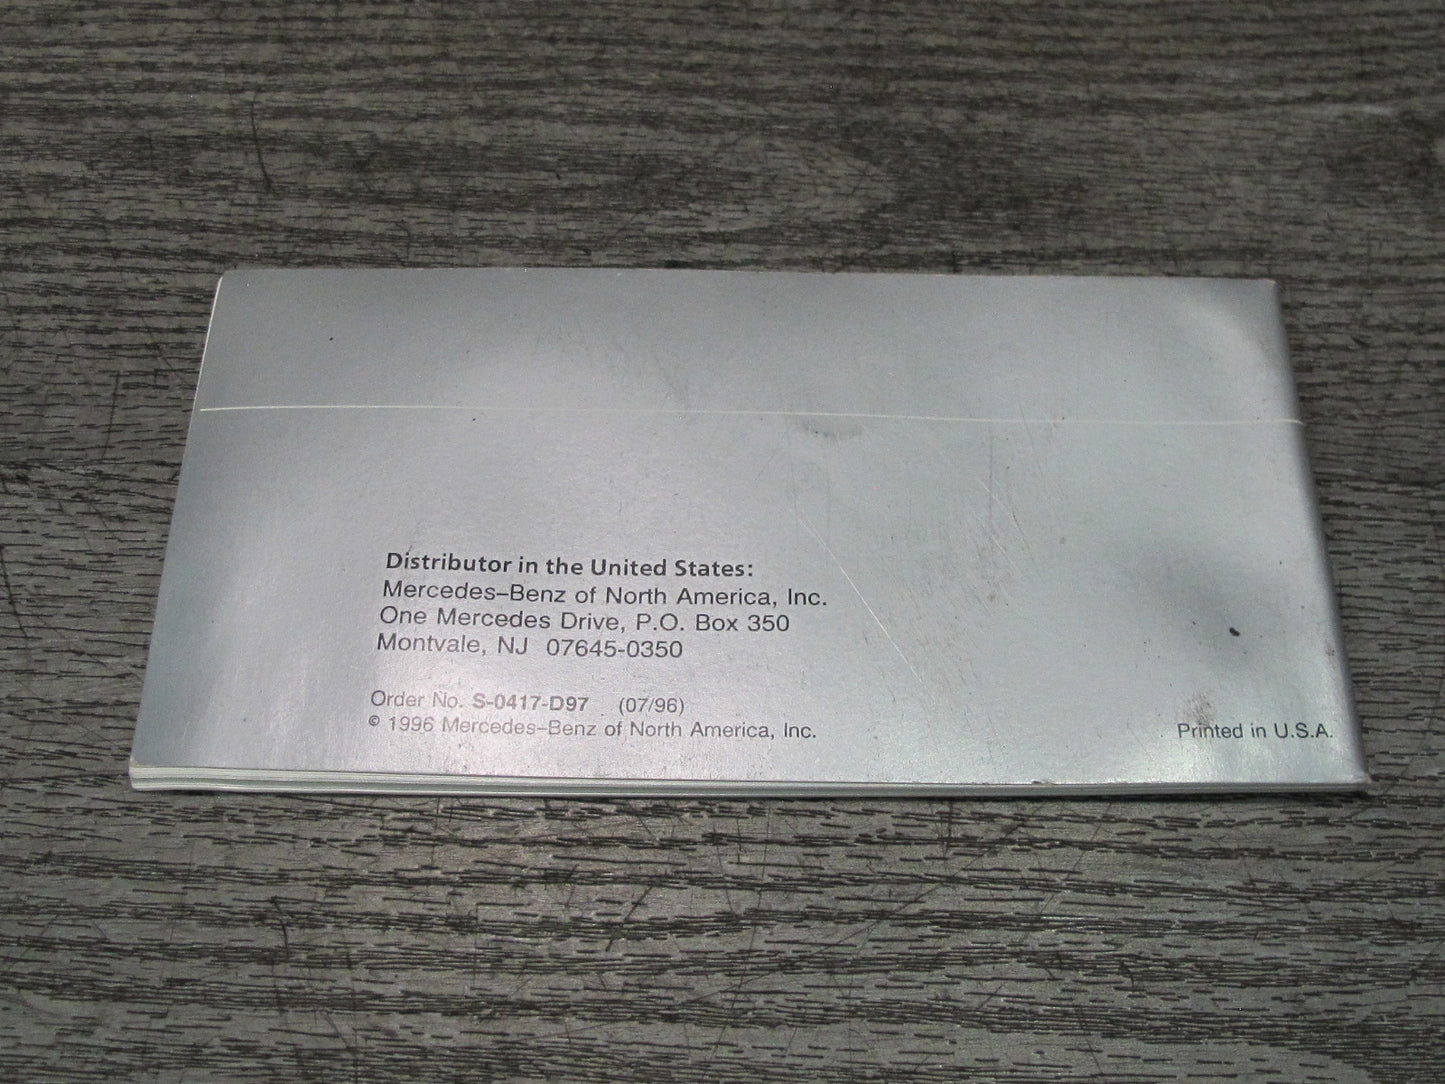 Distributor in the United States:
Mercedes–Benz of North America, Inc.
One Mercedes Drive, P.O. Box 350
Montvale, NJ 07645-0350
Order No. S-0417-D97 (07/96)
© 1996 Mercedes–Benz of North America, Inc.
Printed in U.S.A.